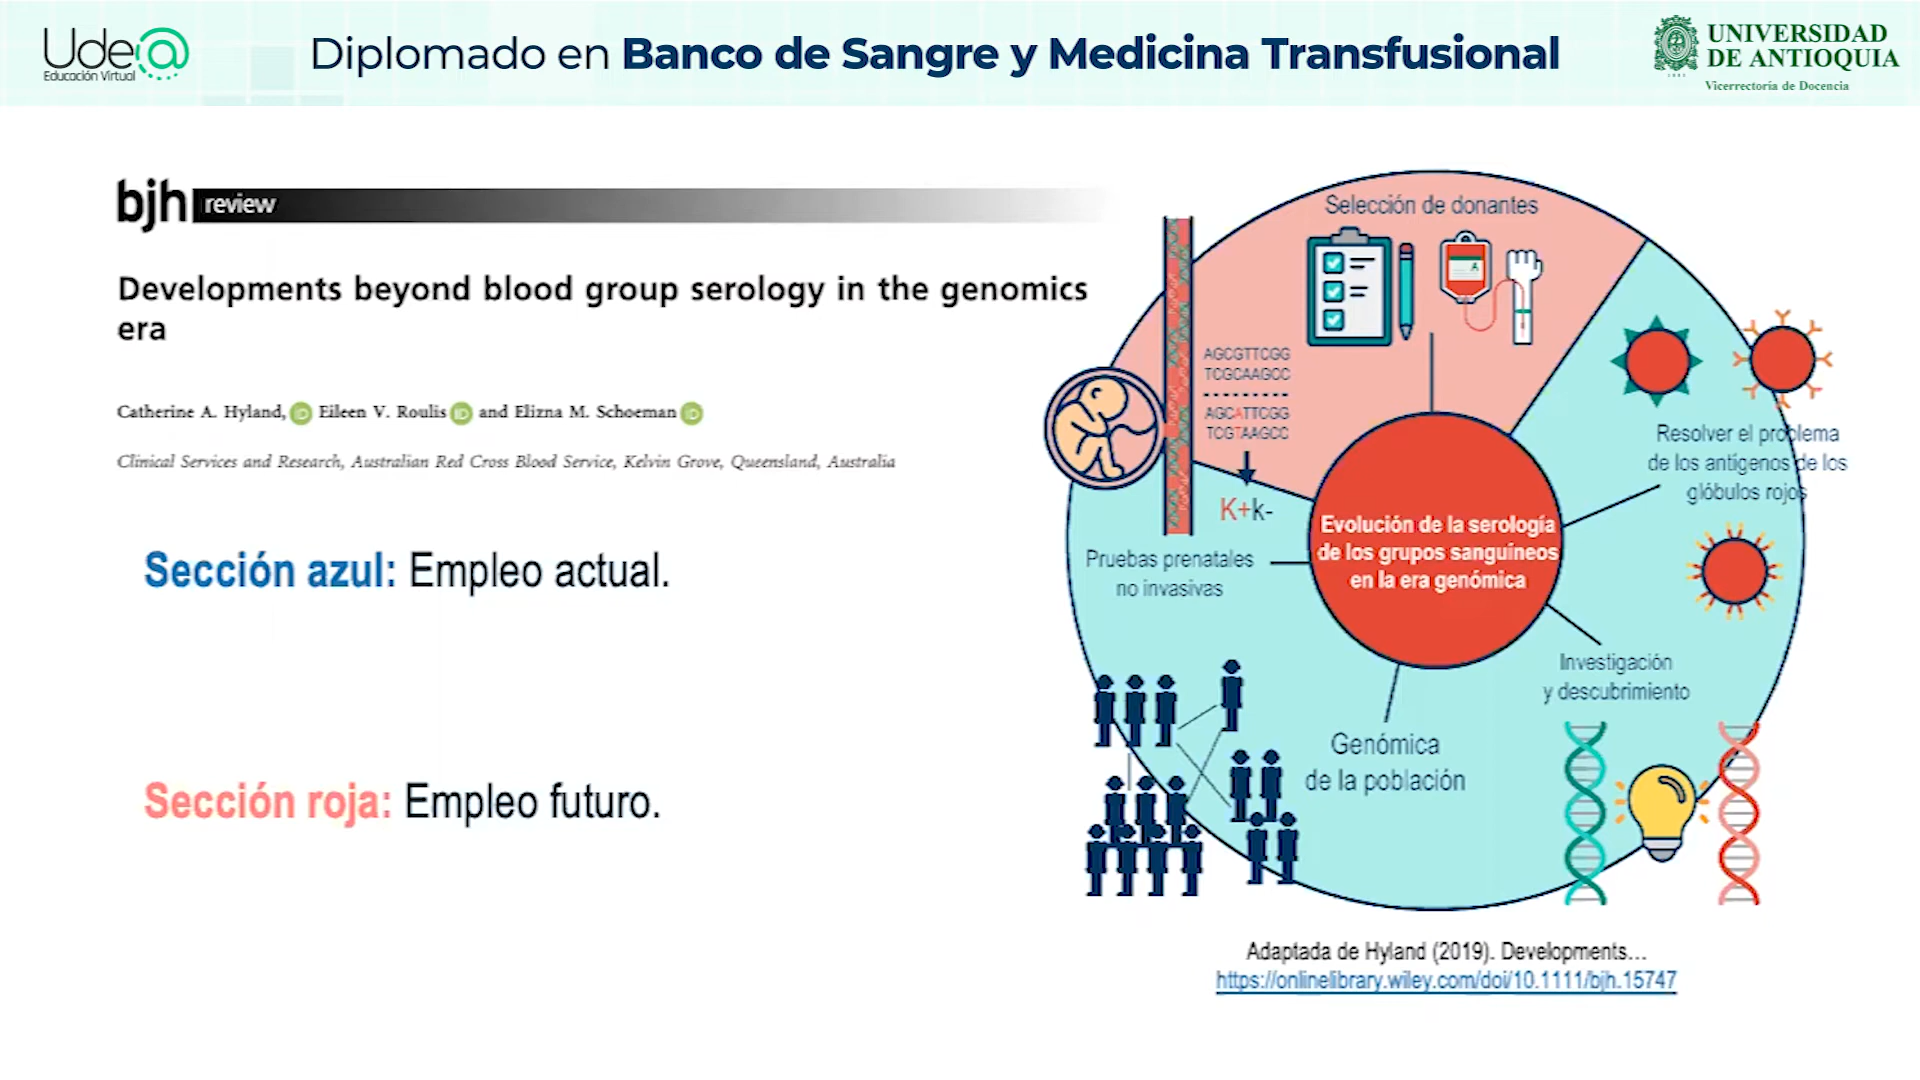 Ude@
Educación Virtual
Diplomado en Banco de Sangre y Medicina Transfusional
UNIVERSIDAD
DE ANTIOQUIA
1803
Vicerrectoría de Docencia
bjh review
Developments beyond blood group serology in the genomics
era
Catherine A. Hyland, iD Eileen V. Roulis iD and Elizna M. Schoeman iD
Clinical Services and Research, Australian Red Cross Blood Service, Kelvin Grove, Queensland, Australia
Sección azul: Empleo actual.
Sección roja: Empleo futuro.
Selección de donantes
A
AGCGTTCGG
TCGCAAGCC
AGCATTCGG
TCGTAAGCC
K+k-
Resolver el problema
de los antígenos de los
glóbulos rojos
Evolución de la serología
de los grupos sanguíneos
en la era genómica
Pruebas prenatales
no invasivas
Investigación
y descubrimiento
Genómica
de la población
Adaptada de Hyland (2019). Developments...
https://onlinelibrary.wiley.com/doi/10.1111/bjh.15747